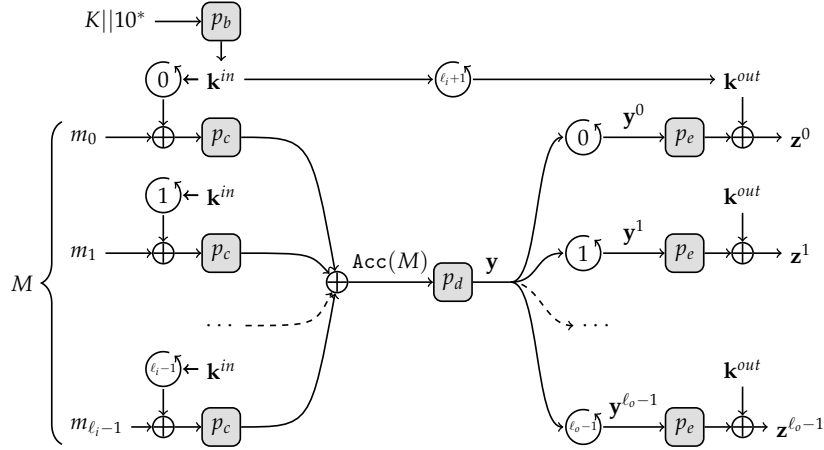 K||10* p_b
0 k^{in} ℓ_i+1 k^{out}
m_0 p_c 0 y^0 p_e z^0
1 k^{in} k^{out}
m_1 p_c Acc(M) 1 y^1 p_e z^1
M p_d y
··· ···
ℓ_i−1 k^{in} k^{out}
m_{ℓ_i−1} p_c ℓ_o−1 y^{ℓ_o−1} p_e z^{ℓ_o−1}